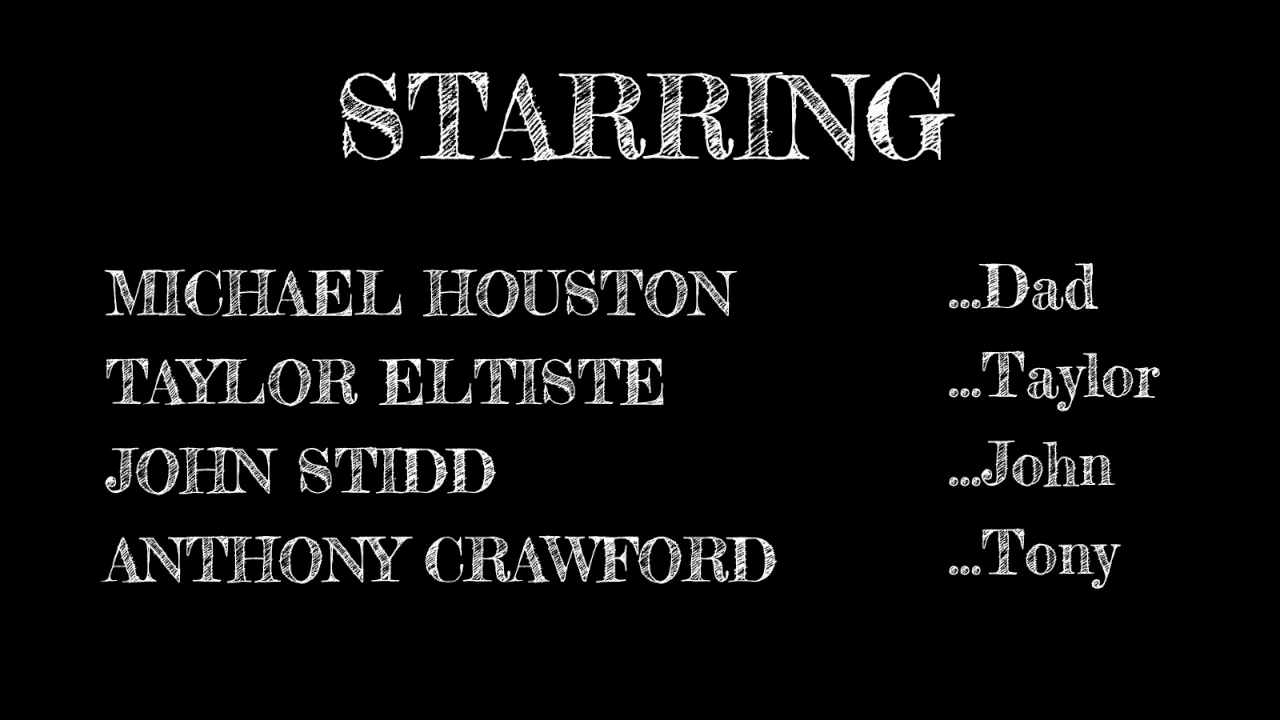 STARRING
MICHAEL HOUSTON ...Dad
TAYLOR ELTISTE ...Taylor
JOHN STIDD ...John
ANTHONY CRAWFORD ...Tony